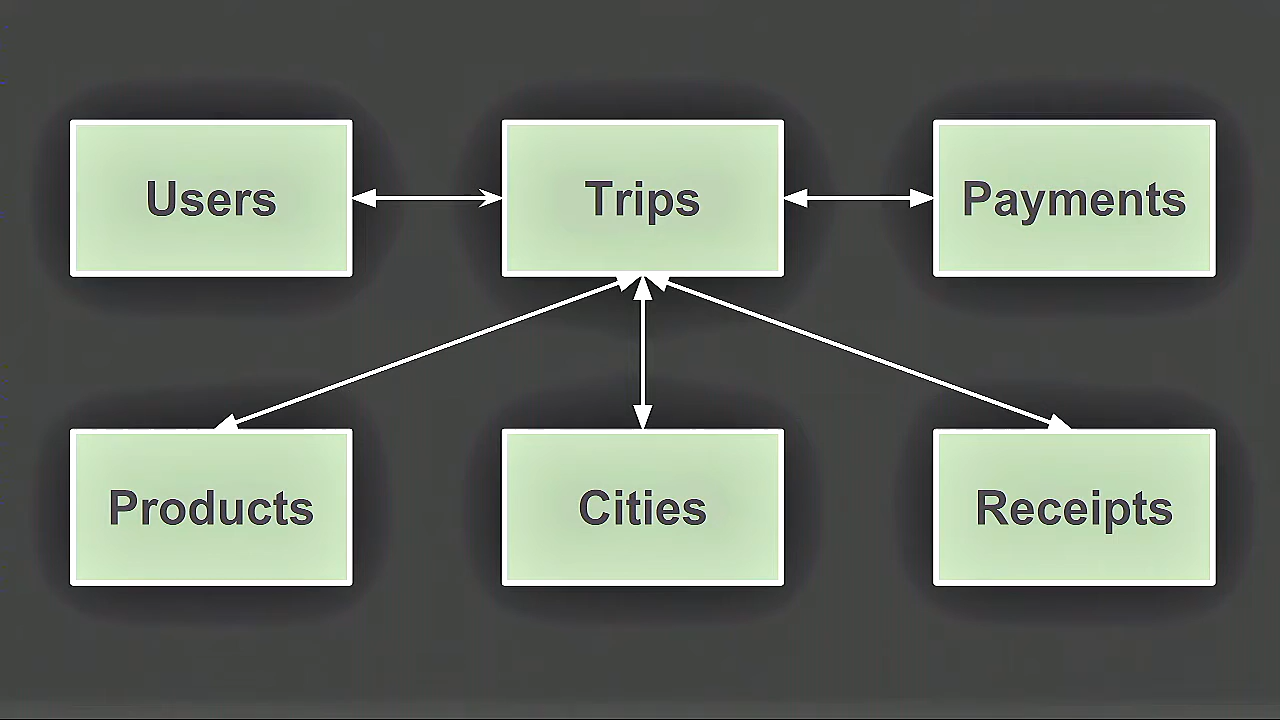 Users
Trips
Payments
Products
Cities
Receipts